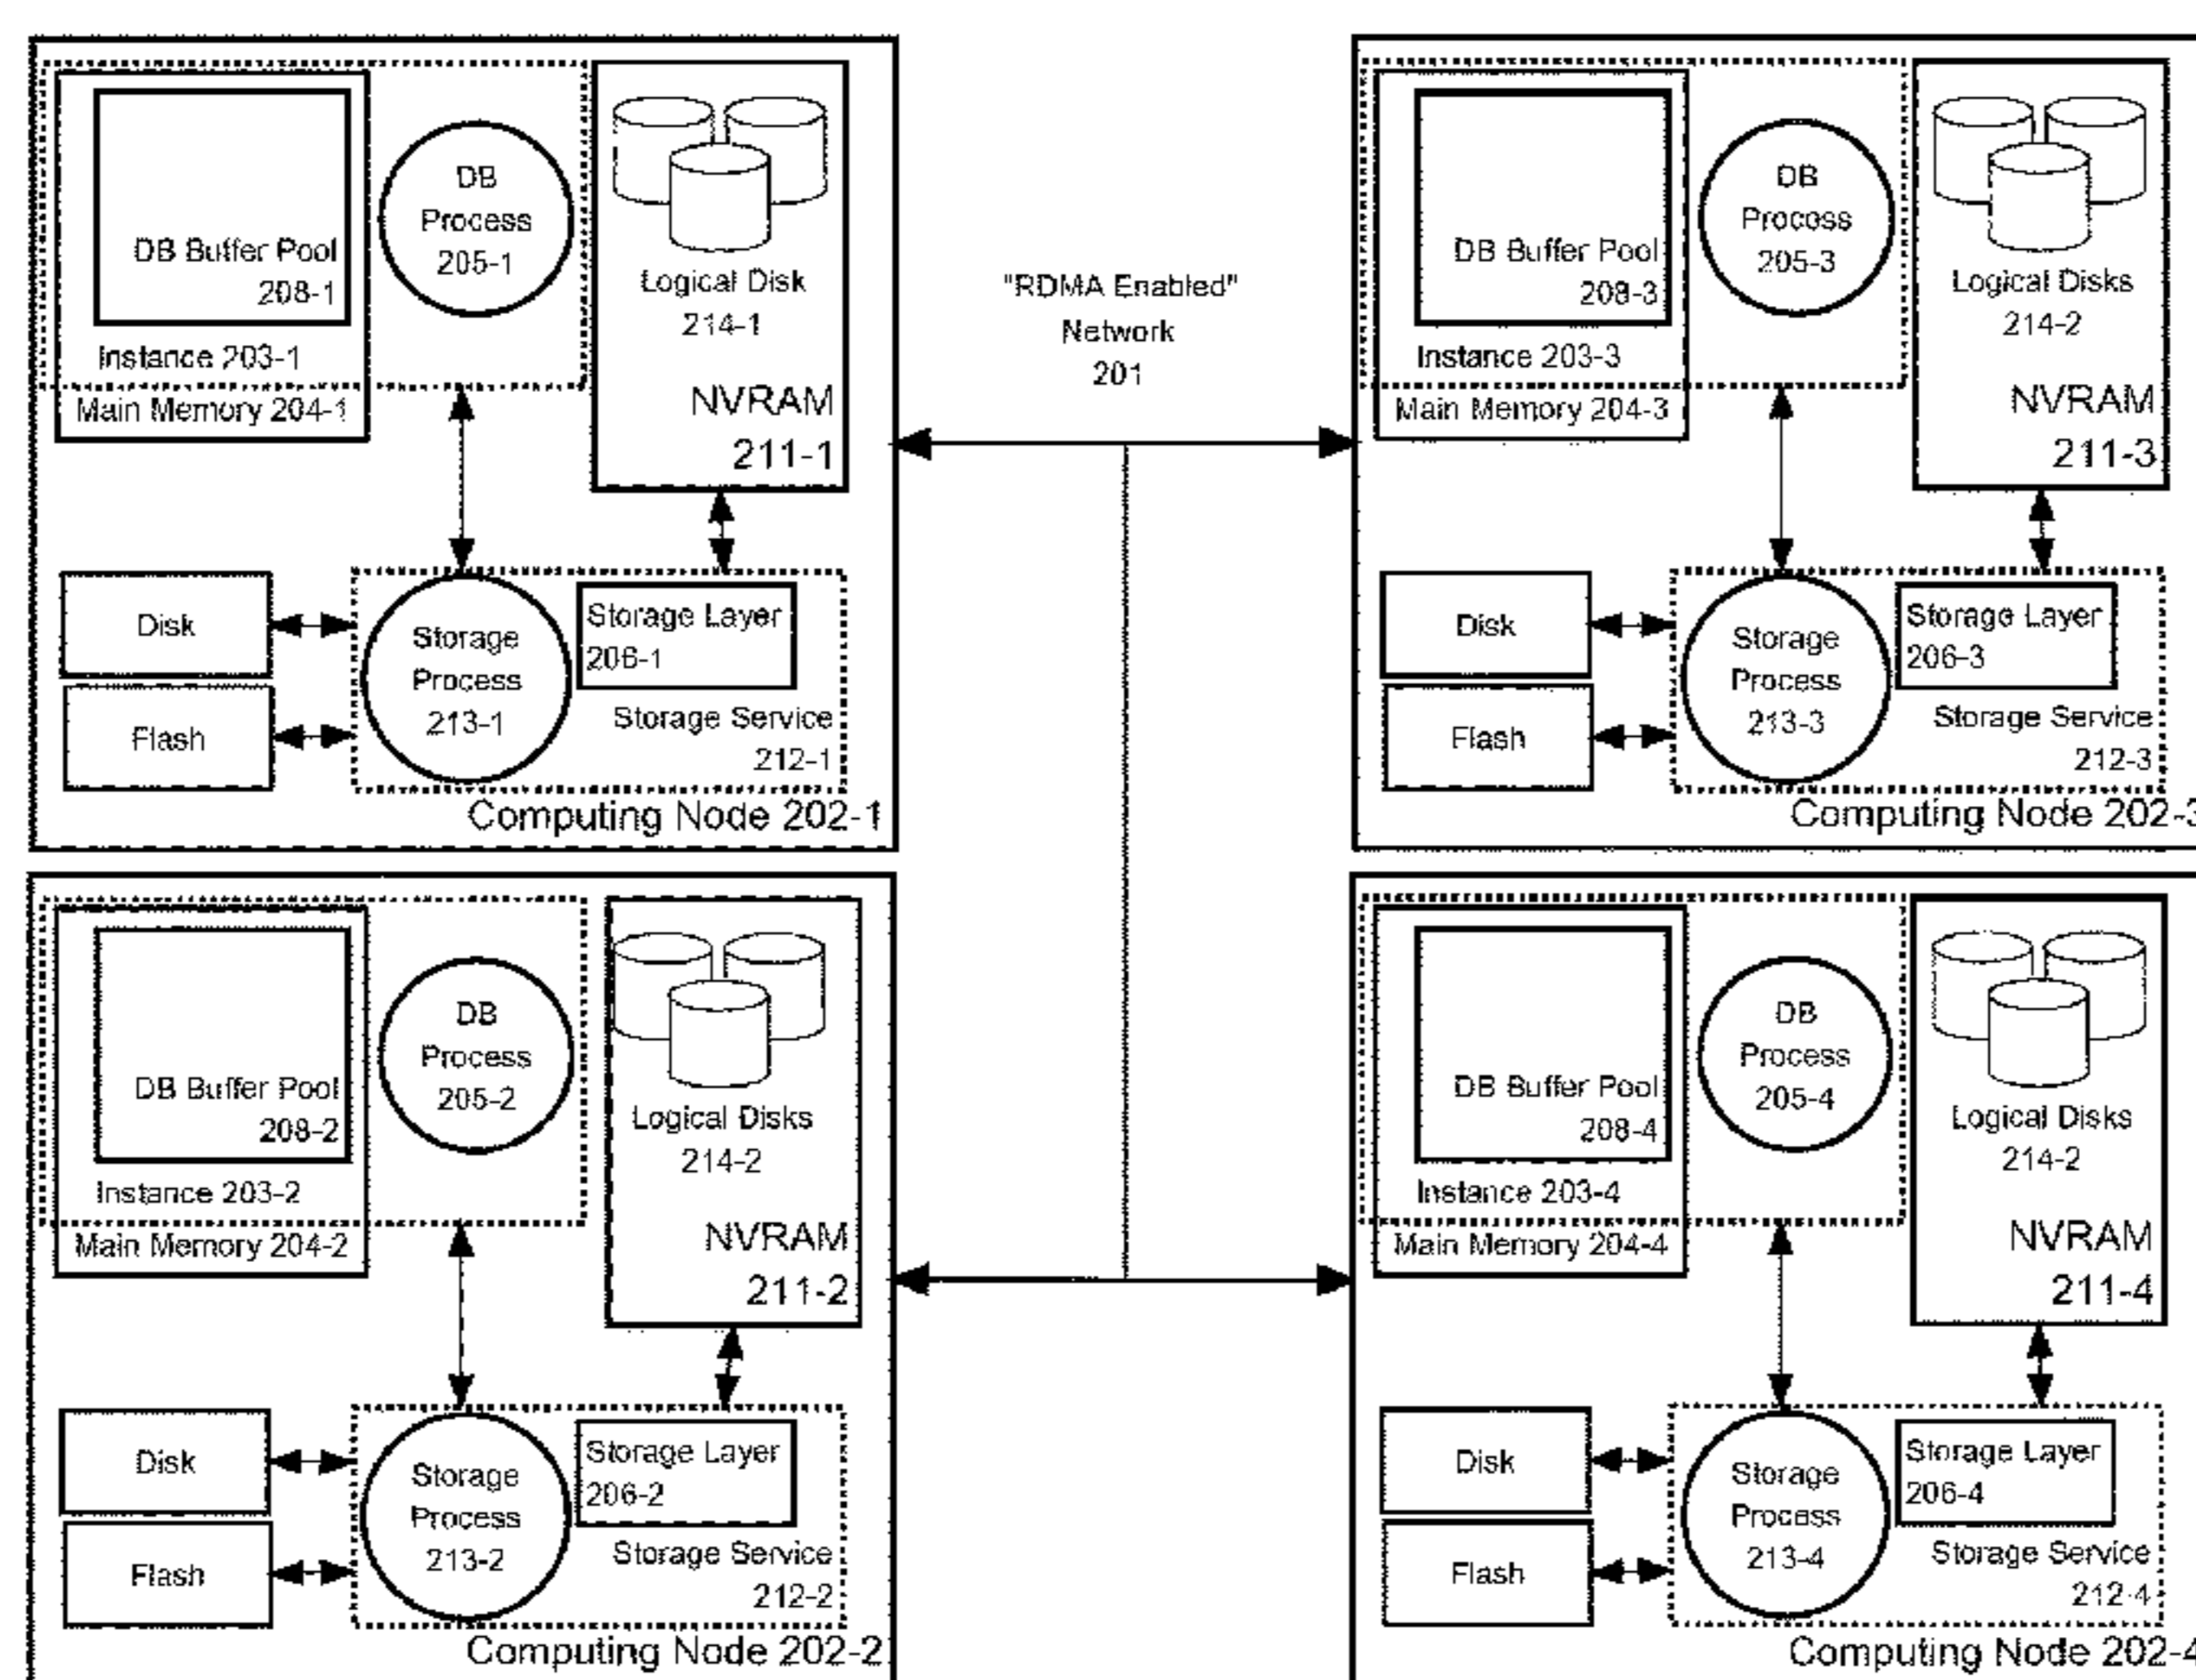 DB
Process
205-1
DB Buffer Pool
208-1
Instance 203-1
Main Memory 204-1
Logical Disk
214-1
NVRAM
211-1
Disk
Flash
Storage
Process
213-1
Storage Layer
206-1
Storage Service
212-1
Computing Node 202-1
"RDMA Enabled"
Network
201
DB
Process
205-3
DB Buffer Pool
208-3
Instance 203-3
Main Memory 204-3
Logical Disks
214-2
NVRAM
211-3
Disk
Flash
Storage
Process
213-3
Storage Layer
206-3
Storage Service
212-3
Computing Node 202-3
DB
Process
205-2
DB Buffer Pool
208-2
Instance 203-2
Main Memory 204-2
Logical Disks
214-2
NVRAM
211-2
Disk
Flash
Storage
Process
213-2
Storage Layer
206-2
Storage Service
212-2
Computing Node 202-2
DB
Process
205-4
DB Buffer Pool
208-4
Instance 203-4
Main Memory 204-4
Logical Disks
214-2
NVRAM
211-4
Disk
Flash
Storage
Process
213-4
Storage Layer
206-4
Storage Service
212-4
Computing Node 202-4